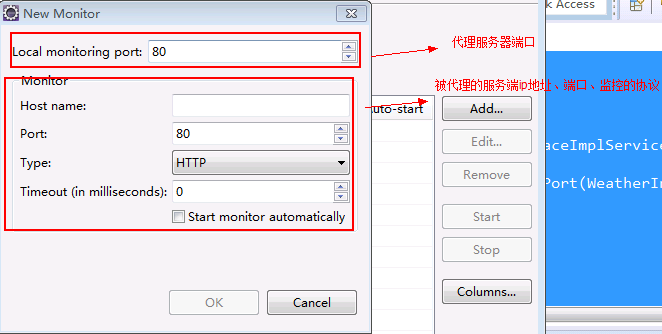 New Monitor
k Access
Local monitoring port: 80
代理服务器端口
Monitor
被代理的服务端ip地址、端口、监控的协议
Host name:
uto-start
Add...
Port: 80
Edit...
aceImplService
Type: HTTP
Remove
Port(WeatherIn
Timeout (in milliseconds): 0
Start monitor automatically
Start
Stop
OK
Cancel
Columns...